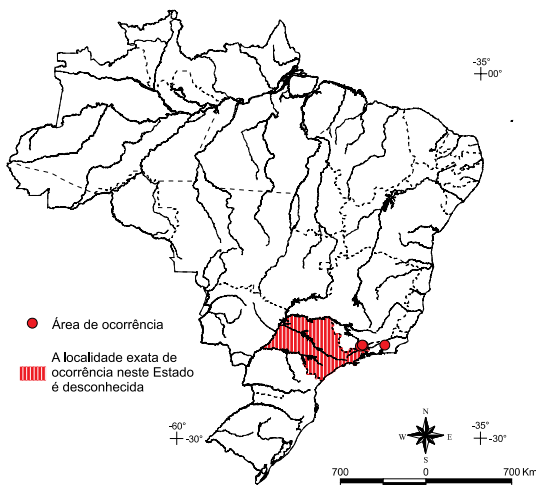 -35°
00°
Área de ocorrência
A localidade exata de
ocorrência neste Estado
é desconhecida
-60°
-30°
N
W
E
S
-35°
-30°
700
0
700 Km